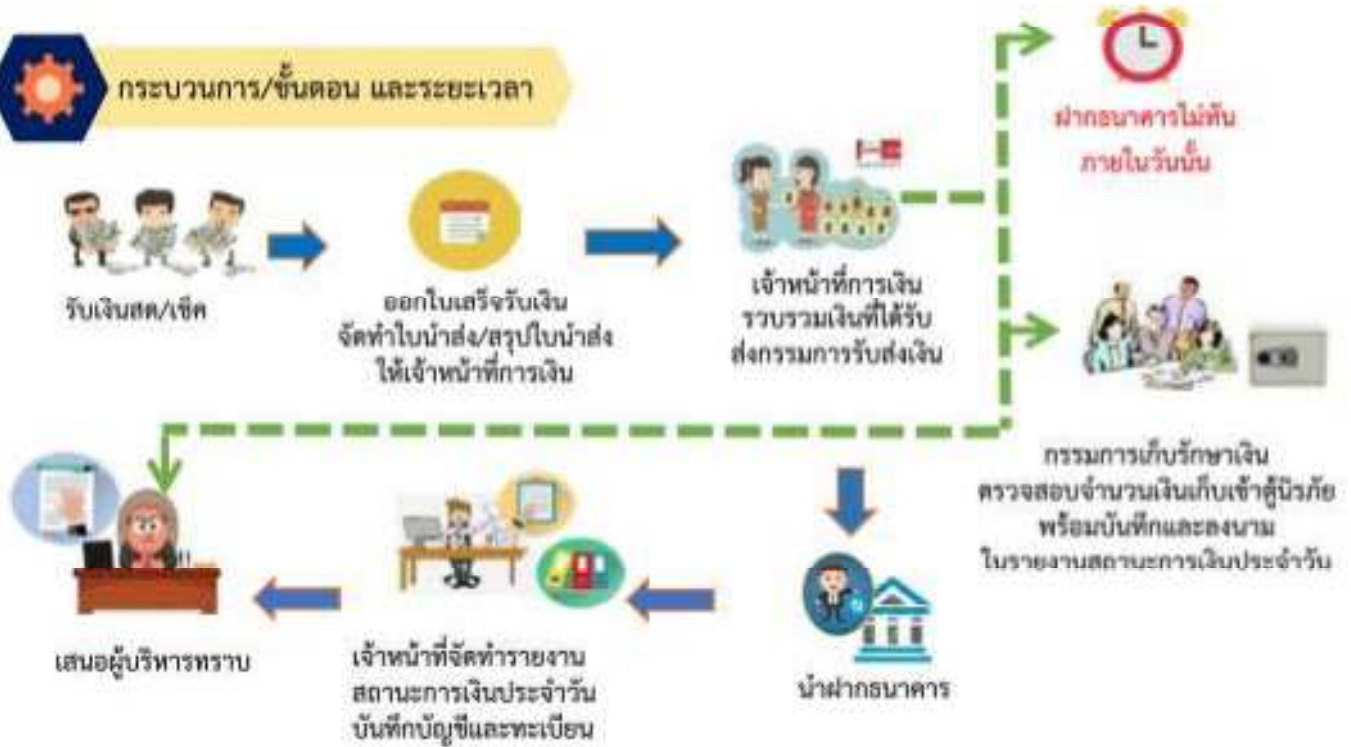 กระบวนการ/ขั้นตอน และระยะเวลา
ฝากธนาคารไม่ทัน
ภายในวันนั้น
รับเงินสด/เช็ค
ออกใบเสร็จรับเงิน
จัดทำใบนำส่ง/สรุปใบนำส่ง
ให้เจ้าหน้าที่การเงิน
เจ้าหน้าที่การเงิน
รวบรวมเงินที่ได้รับ
ส่งกรรมการรับส่งเงิน
กรรมการเก็บรักษาเงิน
ตรวจสอบจำนวนเงินเก็บเข้าตู้นิรภัย
พร้อมบันทึกและลงนาม
ในรายงานสถานะการเงินประจำวัน
นำฝากธนาคาร
เจ้าหน้าที่จัดทำรายงาน
สถานะการเงินประจำวัน
บันทึกบัญชีและทะเบียน
เสนอผู้บริหารทราบ